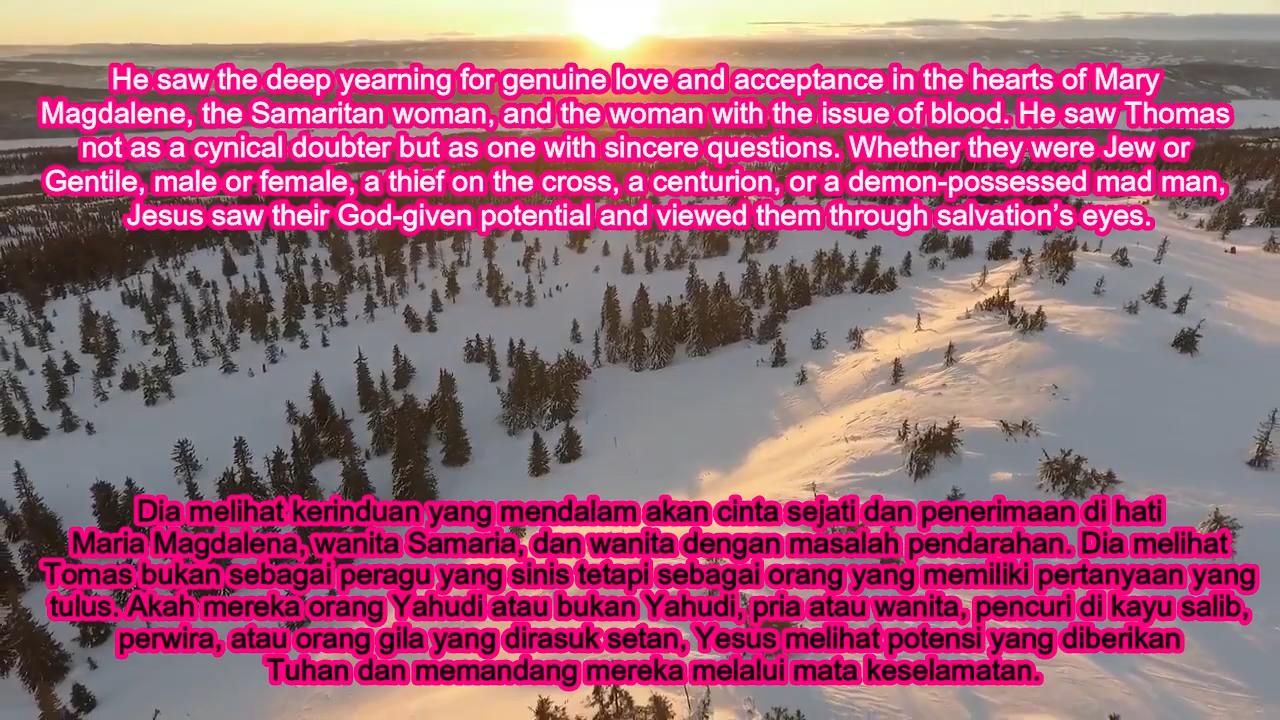 He saw the deep yearning for genuine love and acceptance in the hearts of Mary
Magdalene, the Samaritan woman, and the woman with the issue of blood. He saw Thomas
not as a cynical doubter but as one with sincere questions. Whether they were Jew or
Gentile, male or female, a thief on the cross, a centurion, or a demon-possessed mad man,
Jesus saw their God-given potential and viewed them through salvation’s eyes.
Dia melihat kerinduan yang mendalam akan cinta sejati dan penerimaan di hati
Maria Magdalena, wanita Samaria, dan wanita dengan masalah pendarahan. Dia melihat
Tomas bukan sebagai peragu yang sinis tetapi sebagai orang yang memiliki pertanyaan yang
tulus. Akah mereka orang Yahudi atau bukan Yahudi, pria atau wanita, pencuri di kayu salib,
perwira, atau orang gila yang dirasuk setan, Yesus melihat potensi yang diberikan
Tuhan dan memandang mereka melalui mata keselamatan.